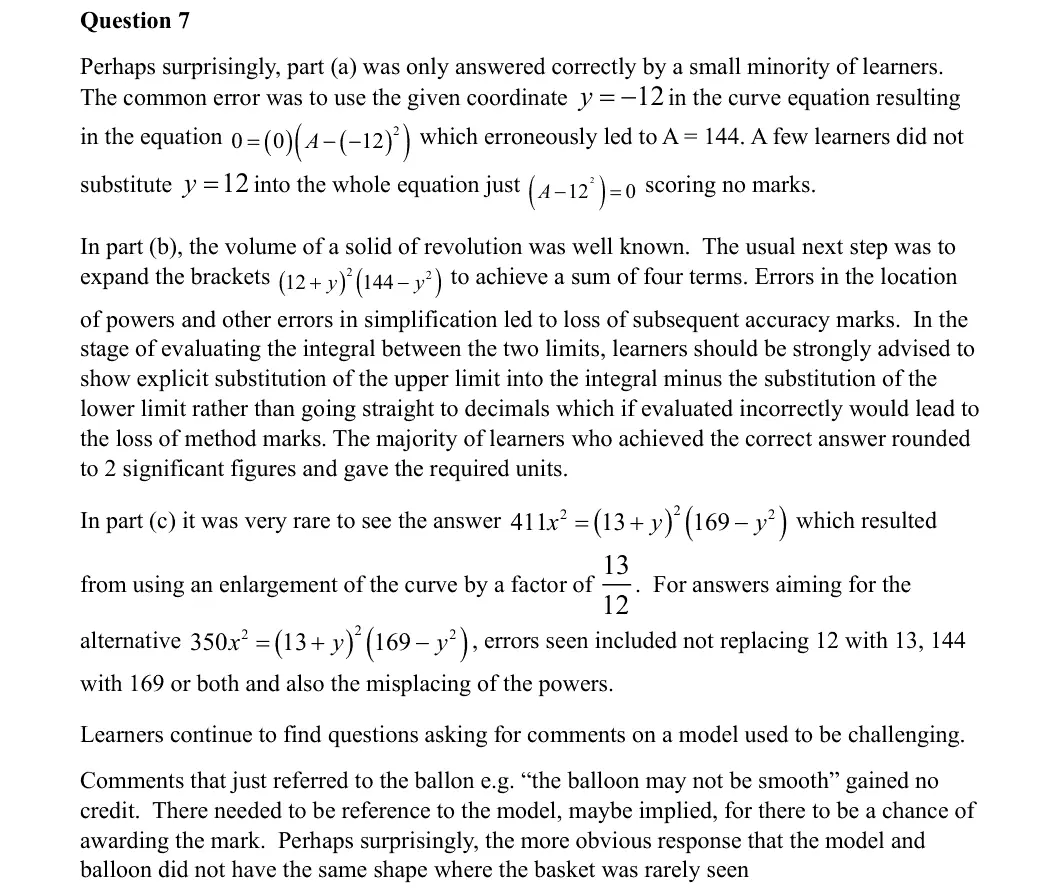 Question 7
Perhaps surprisingly, part (a) was only answered correctly by a small minority of learners.
The common error was to use the given coordinate y = −12 in the curve equation resulting
in the equation 0 = (0)(A − (−12)²) which erroneously led to A = 144. A few learners did not
substitute y = 12 into the whole equation just (A − 12²) = 0 scoring no marks.
In part (b), the volume of a solid of revolution was well known. The usual next step was to
expand the brackets (12 + y)² (144 − y²) to achieve a sum of four terms. Errors in the location
of powers and other errors in simplification led to loss of subsequent accuracy marks. In the
stage of evaluating the integral between the two limits, learners should be strongly advised to
show explicit substitution of the upper limit into the integral minus the substitution of the
lower limit rather than going straight to decimals which if evaluated incorrectly would lead to
the loss of method marks. The majority of learners who achieved the correct answer rounded
to 2 significant figures and gave the required units.
In part (c) it was very rare to see the answer 411x² = (13 + y)² (169 − y²) which resulted
from using an enlargement of the curve by a factor of 13/12. For answers aiming for the
alternative 350x² = (13 + y)² (169 − y²), errors seen included not replacing 12 with 13, 144
with 169 or both and also the misplacing of the powers.
Learners continue to find questions asking for comments on a model used to be challenging.
Comments that just referred to the ballon e.g. “the balloon may not be smooth” gained no
credit. There needed to be reference to the model, maybe implied, for there to be a chance of
awarding the mark. Perhaps surprisingly, the more obvious response that the model and
balloon did not have the same shape where the basket was rarely seen